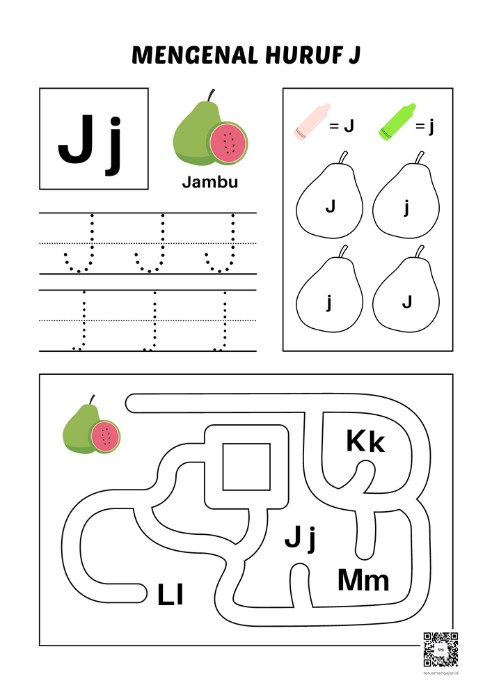 MENGENAL HURUF J
J j
Jambu
= J
= j
J
j
j
J
J J J
j j j
Kk
J j
Mm
Ll